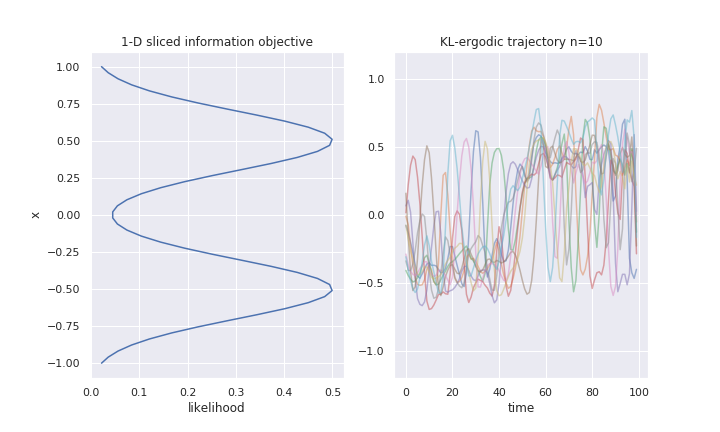 1-D sliced information objective
KL-ergodic trajectory n=10
1.00
0.75
0.50
0.25
0.00
−0.25
−0.50
−0.75
−1.00
x
0.0 0.1 0.2 0.3 0.4 0.5
likelihood
1.0
0.5
0.0
−0.5
−1.0
0 20 40 60 80 100
time